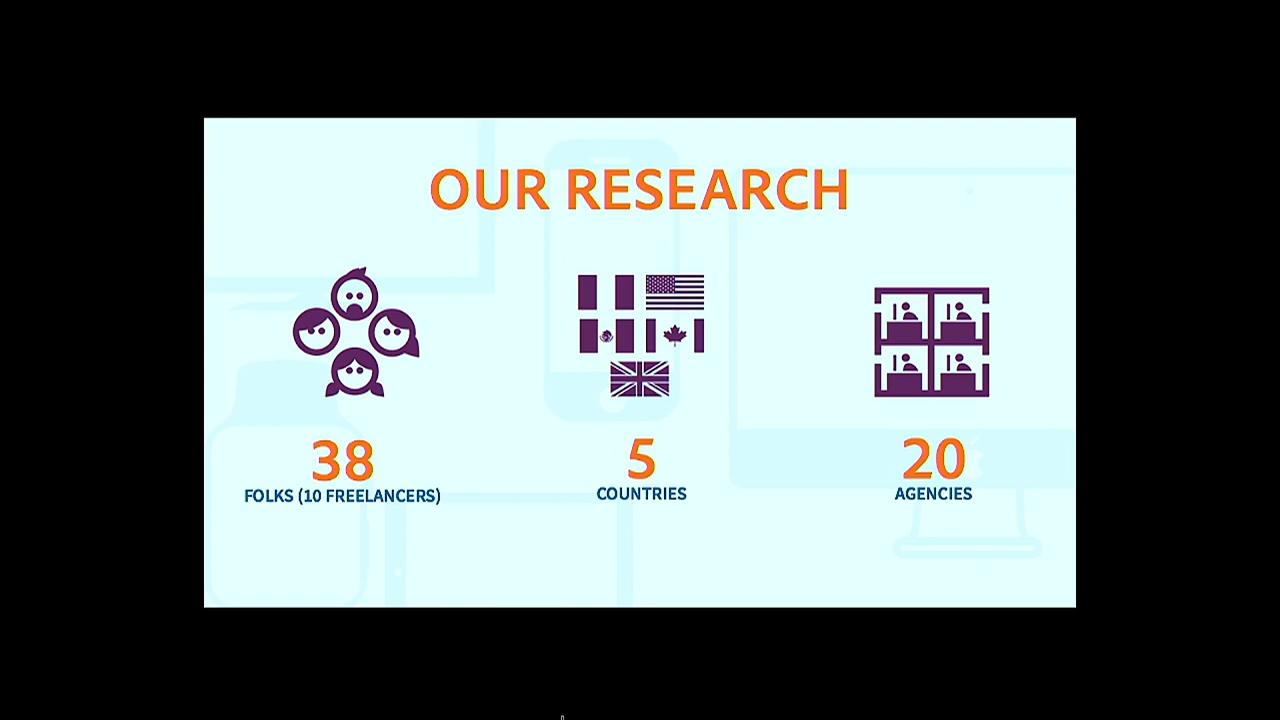 OUR RESEARCH
38
FOLKS (10 FREELANCERS)
5
COUNTRIES
20
AGENCIES